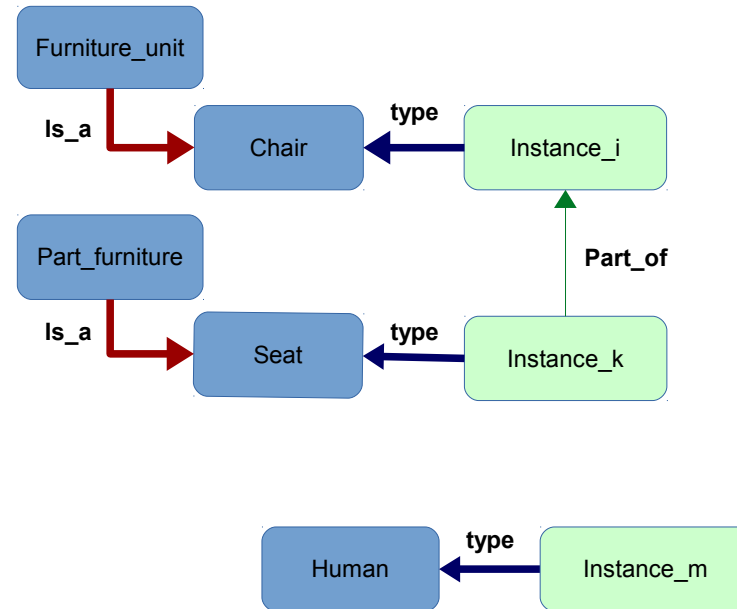 Furniture_unit
Is_a
type
Chair
Instance_i
Part_furniture
Part_of
Is_a
type
Seat
Instance_k
type
Human
Instance_m